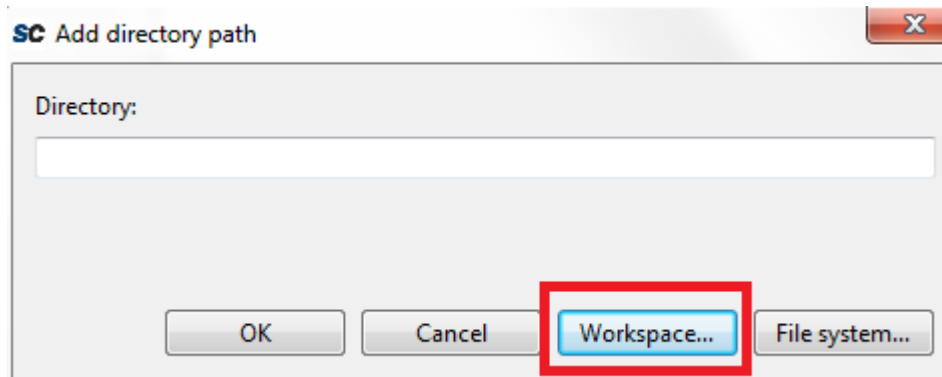 SC Add directory path
Directory:
OK Cancel Workspace... File system...